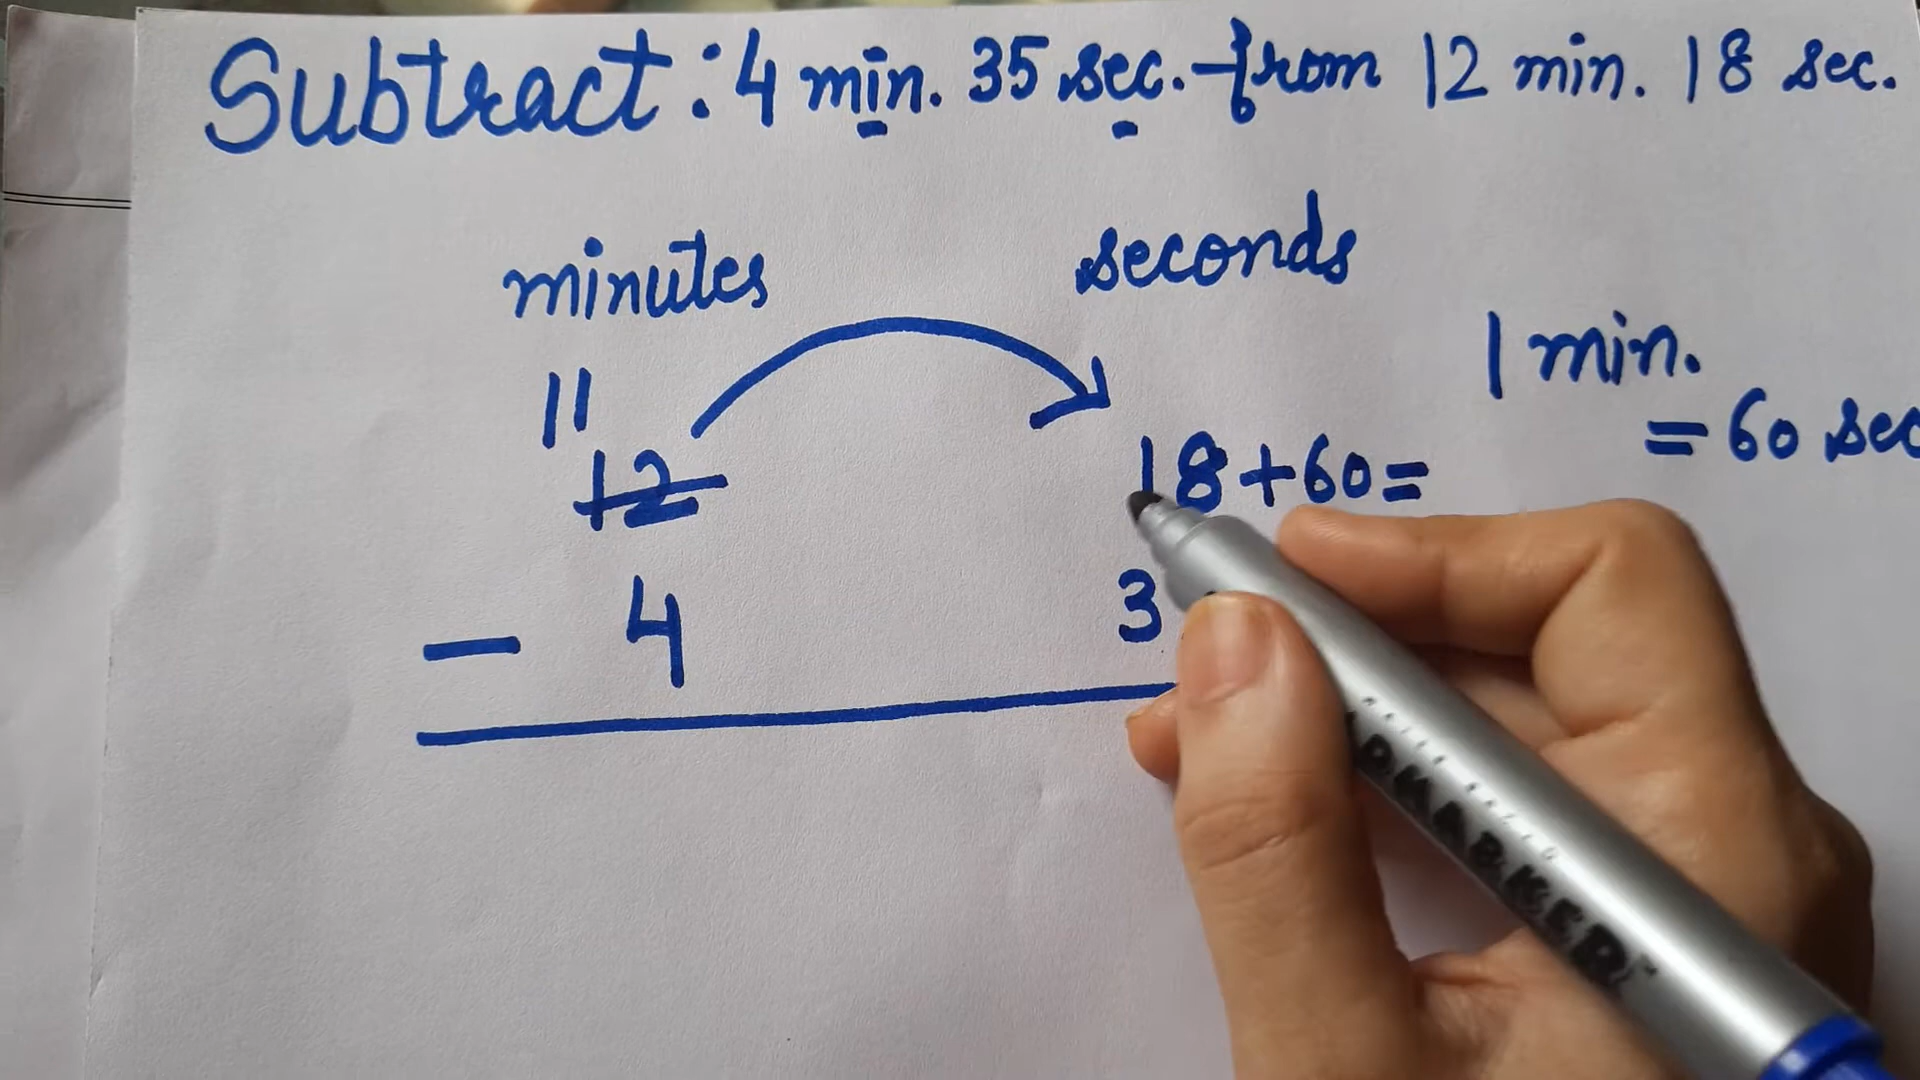 Subtract: 4 min. 35 sec. from 12 min. 18 sec.
minutes seconds
11
12 18+60=
1 min.
= 60 sec
- 4 3